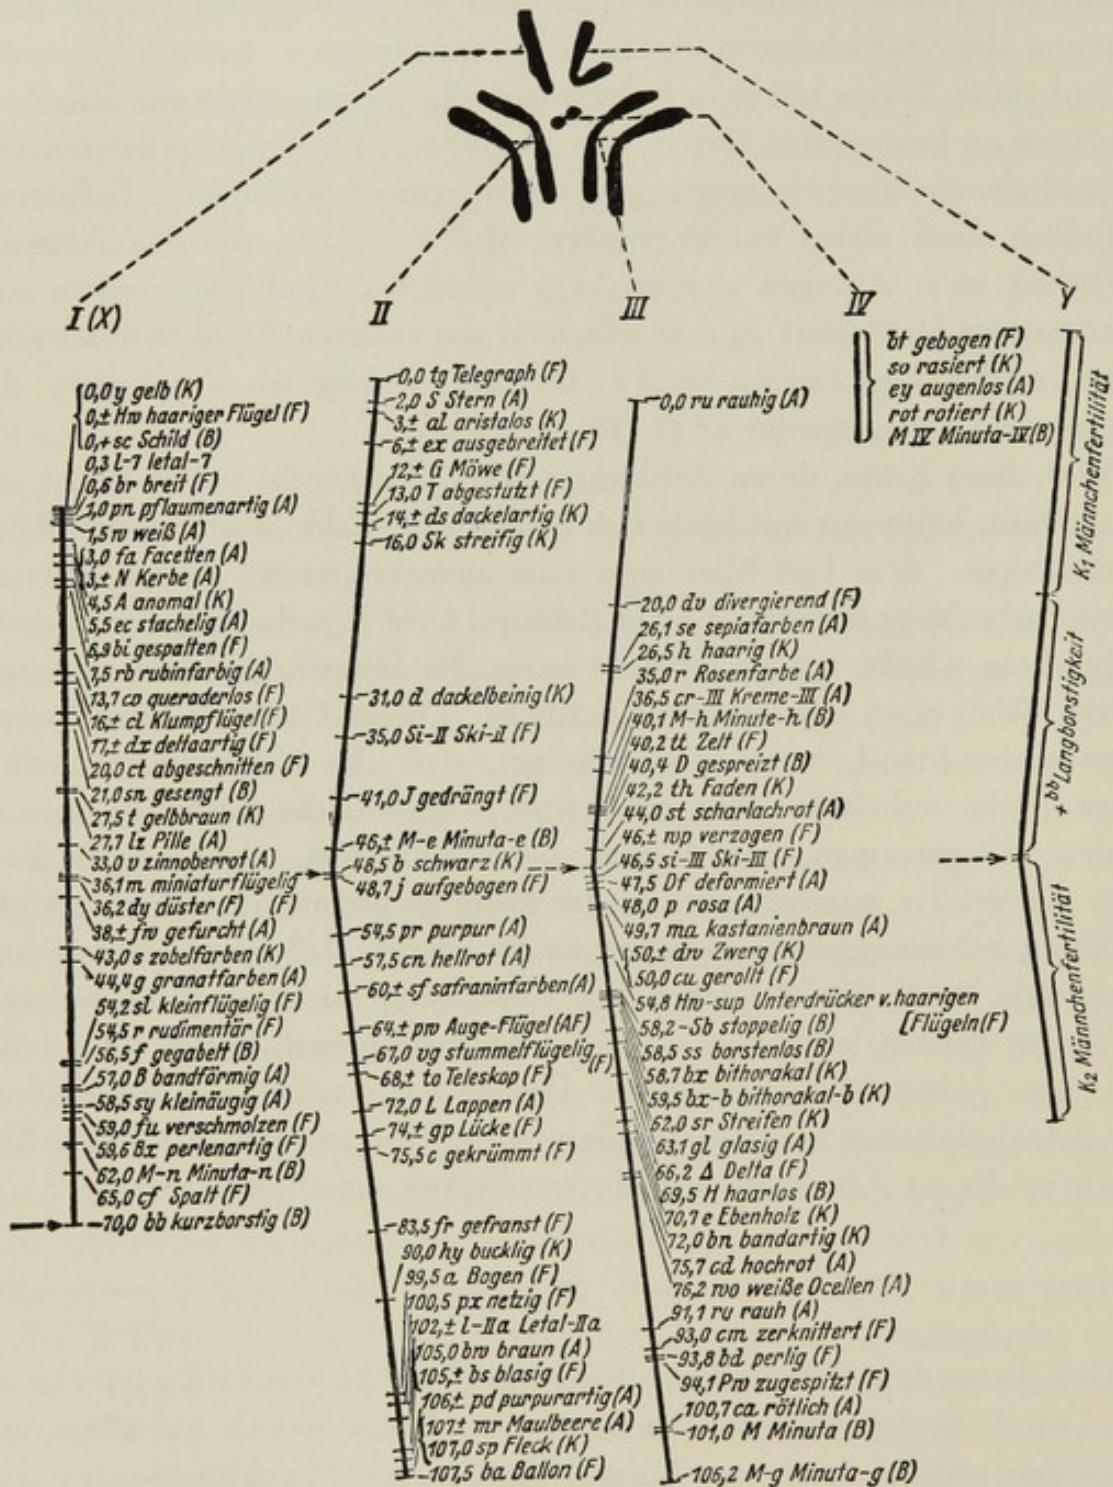 I (X)
II
III
IV
Y
0,0 y gelb (K)
0,± Hw haariger Flügel (F)
0,+ sc Schild (B)
0,3 l-7 letal-7
0,6 br breit (F)
1,0 pn pflaumenartig (A)
1,5 w weiß (A)
3,0 fa Facetten (A)
3,± N Kerbe (A)
4,5 A anomal (K)
5,5 ec stachelig (A)
6,9 bi gespalten (F)
7,5 rb rubinfarbig (A)
13,7 cv queraderlos (F)
16,± cl Klumpflügel (F)
17,± dx deltaartig (F)
20,0 ct abgeschnitten (F)
21,0 sn gesengt (B)
27,5 t gelbbraun (K)
27,7 lz Pille (A)
33,0 v zinnoberrot (A)
36,1 m miniaturflügelig
36,2 dy düster (F) (F)
38,± fw gefurcht (A)
43,0 s zobelfarben (K)
44,4 g granatfarben (A)
54,2 sl kleinflügelig (F)
54,5 r rudimentär (F)
56,5 f gegabelt (B)
57,0 B bandförmig (A)
58,5 sy kleinäugig (A)
59,0 fu verschmolzen (F)
59,6 Bx perlenartig (F)
62,0 M-n Minuta-n (B)
65,0 cf Spalt (F)
70,0 bb kurzborstig (B)
0,0 tg Telegraph (F)
2,0 S Stern (A)
3,± al aristalos (K)
6,± ex ausgebreitet (F)
12,± G Möwe (F)
13,0 T abgestutzt (F)
14,± ds dackelartig (K)
16,0 Sk streifig (K)
31,0 d dackelbeinig (K)
35,0 Si-II Ski-II (F)
41,0 J gedrängt (F)
46,± M-e Minuta-e (B)
48,5 b schwarz (K)
48,7 j aufgebogen (F)
54,5 pr purpur (A)
57,5 cn hellrot (A)
60,± sf safraninfarben (A)
64,± pw Auge-Flügel (AF)
67,0 vg stummelflügelig (F)
68,± to Teleskop (F)
72,0 L Lappen (A)
74,± gp Lücke (F)
75,5 c gekrümmt (F)
83,5 fr gefranst (F)
90,0 hy bucklig (K)
99,5 a Bogen (F)
100,5 px netzig (F)
102,± l-IIa Letal-IIa
105,0 bw braun (A)
105,± bs blasig (F)
106,± pd purpurartig (A)
107± mr Maulbeere (A)
107,0 sp Fleck (K)
107,5 ba Ballon (F)
0,0 ru rauhig (A)
20,0 dv divergierend (F)
26,1 se sepiafarben (A)
26,5 h haarig (K)
35,0 r Rosenfarbe (A)
36,5 cr-III Kreme-III (A)
40,1 M-h Minute-h (B)
40,2 tt Zelt (F)
40,4 D gespreizt (B)
42,2 th Faden (K)
44,0 st scharlachrot (A)
46,± wp verzogen (F)
46,5 si-III Ski-III (F)
47,5 Df deformiert (A)
48,0 p rosa (A)
49,7 ma kastanienbraun (A)
50,± dw Zwerg (K)
50,0 cu gerollt (F)
54,8 Hw-sup Unterdrücker v. haarigen
[Flügeln (F)
58,2-Sb stoppelig (B)
58,5 ss borstenlos (B)
58,7 bx bithorakal (K)
59,5 bx-b bithorakal-b (K)
62,0 sr Streifen (K)
63,1 gl glasig (A)
66,2 Δ Delta (F)
69,5 H haarlos (B)
70,7 e Ebenholz (K)
72,0 bn bandartig (K)
75,7 cd hochrot (A)
76,2 wo weiße Ocellen (A)
91,1 ru rauh (A)
93,0 cm zerknittert (F)
93,8 bd perlig (F)
94,1 Pw zugespitzt (F)
100,7 ca rötlich (A)
101,0 M Minuta (B)
106,2 M-g Minuta-g (B)
bt gebogen (F)
so rasiert (K)
ey augenlos (A)
rot rotiert (K)
M IV Minuta-IV (B)
K1 Männchenfertilität
+bb Langborstigkeit
K2 Männchenfertilität